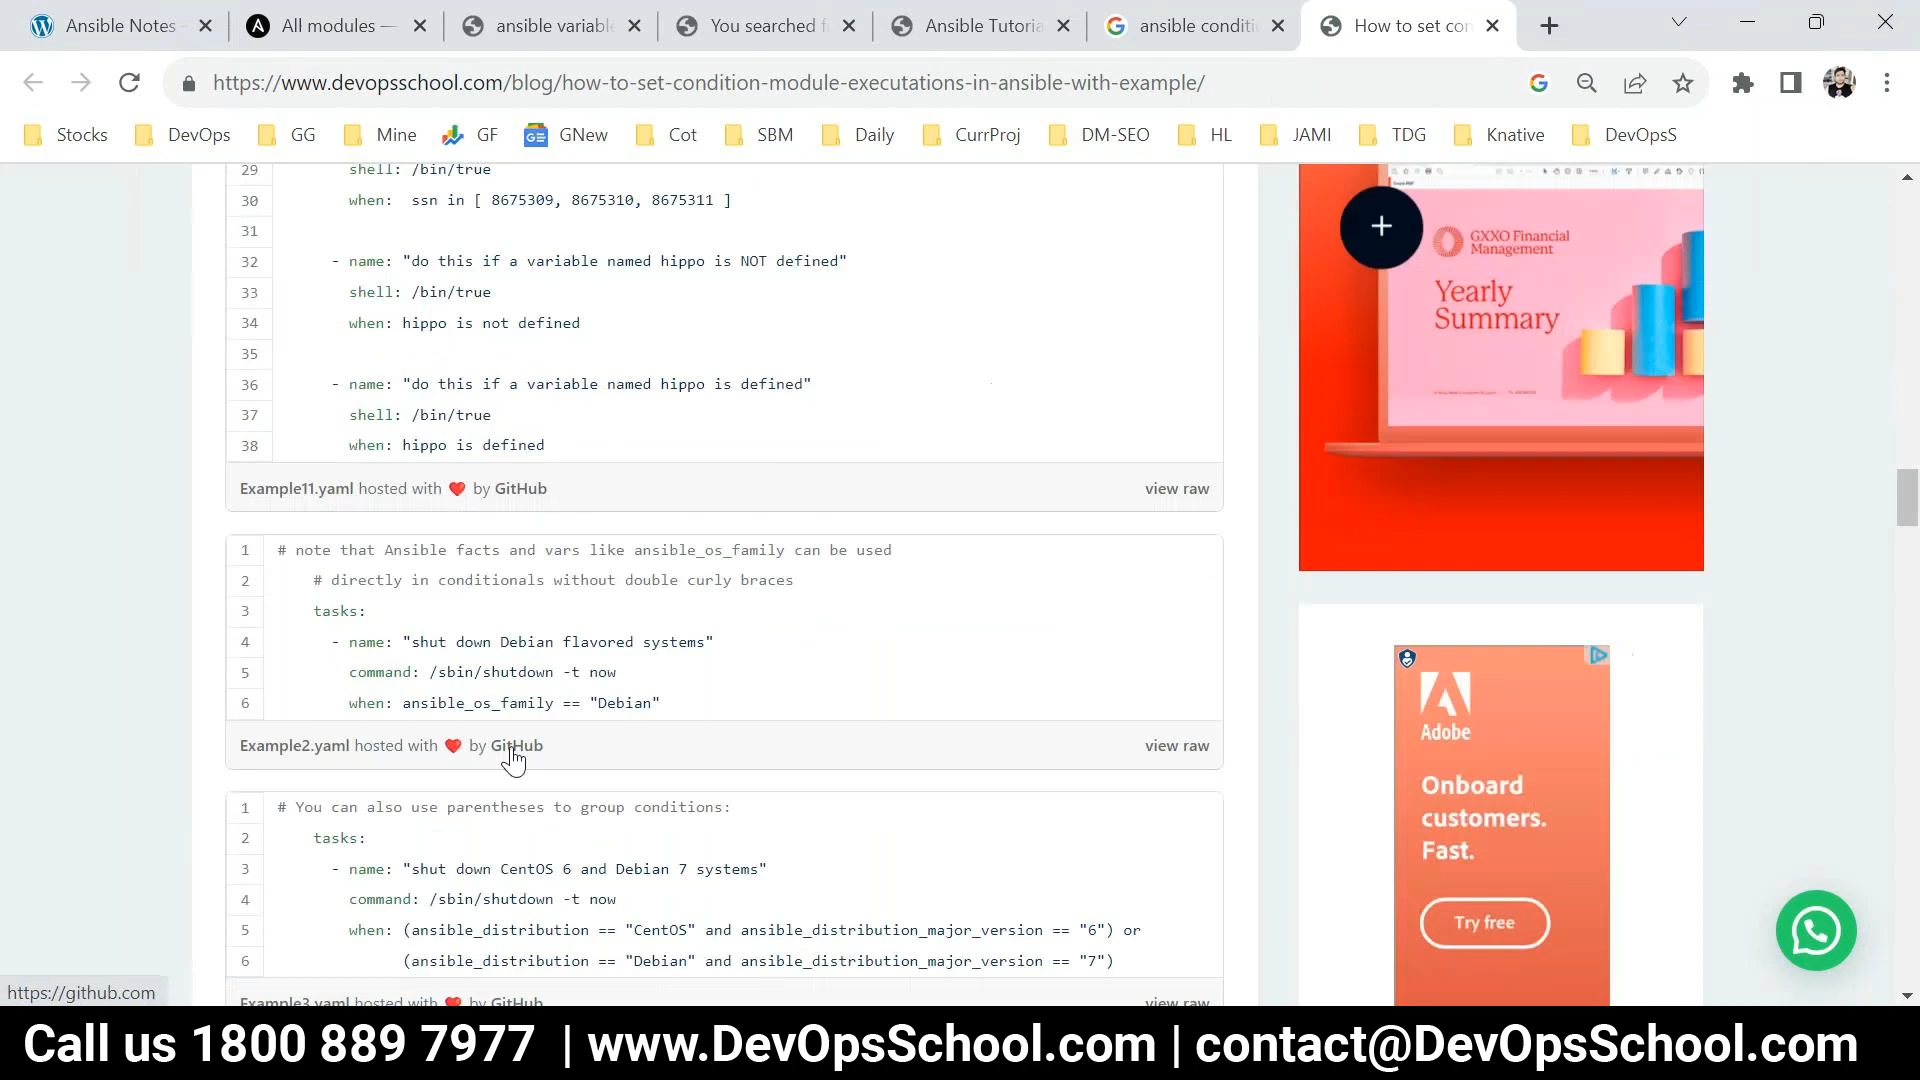 Ansible Notes -
All modules —
ansible variable
You searched f
Ansible Tutoria
ansible conditi
How to set con
https://www.devopsschool.com/blog/how-to-set-condition-module-executations-in-ansible-with-example/
Stocks DevOps GG Mine GF GNew Cot SBM Daily CurrProj DM-SEO HL JAMI TDG Knative DevOpsS
29 shell: /bin/true
30 when:  ssn in [ 8675309, 8675310, 8675311 ]
31
32 - name: "do this if a variable named hippo is NOT defined"
33 shell: /bin/true
34 when: hippo is not defined
35
36 - name: "do this if a variable named hippo is defined"
37 shell: /bin/true
38 when: hippo is defined
Example11.yaml hosted with ❤ by GitHub view raw
1 # note that Ansible facts and vars like ansible_os_family can be used
2 # directly in conditionals without double curly braces
3 tasks:
4 - name: "shut down Debian flavored systems"
5 command: /sbin/shutdown -t now
6 when: ansible_os_family == "Debian"
Example2.yaml hosted with ❤ by GitHub view raw
1 # You can also use parentheses to group conditions:
2 tasks:
3 - name: "shut down CentOS 6 and Debian 7 systems"
4 command: /sbin/shutdown -t now
5 when: (ansible_distribution == "CentOS" and ansible_distribution_major_version == "6") or
6 (ansible_distribution == "Debian" and ansible_distribution_major_version == "7")
Example3.yaml hosted with ❤ by GitHub view raw
GXXO Financial
Management
Yearly
Summary
Adobe
Onboard
customers.
Fast.
Try free
https://github.com
Call us 1800 889 7977 | www.DevOpsSchool.com | contact@DevOpsSchool.com